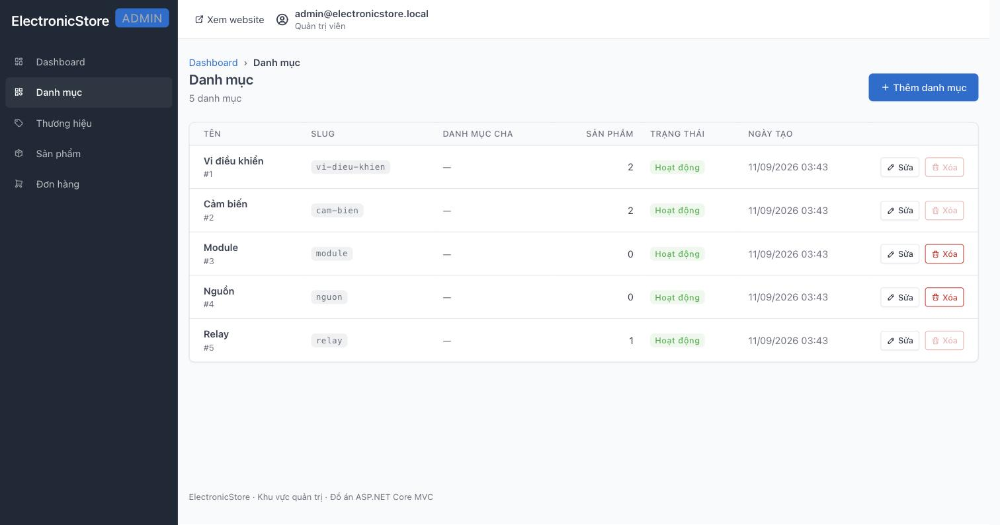 ElectronicStore ADMIN
Dashboard
Danh mục
Thương hiệu
Sản phẩm
Đơn hàng
Xem website
admin@electronicstore.local
Quản trị viên
Dashboard › Danh mục
Danh mục
5 danh mục
+ Thêm danh mục
TÊN SLUG DANH MỤC CHA SẢN PHẨM TRẠNG THÁI NGÀY TẠO
Vi điều khiển
#1
vi-dieu-khien — 2 Hoạt động 11/09/2026 03:43 Sửa Xóa
Cảm biến
#2
cam-bien — 2 Hoạt động 11/09/2026 03:43 Sửa Xóa
Module
#3
module — 0 Hoạt động 11/09/2026 03:43 Sửa Xóa
Nguồn
#4
nguon — 0 Hoạt động 11/09/2026 03:43 Sửa Xóa
Relay
#5
relay — 1 Hoạt động 11/09/2026 03:43 Sửa Xóa
ElectronicStore · Khu vực quản trị · Đồ án ASP.NET Core MVC